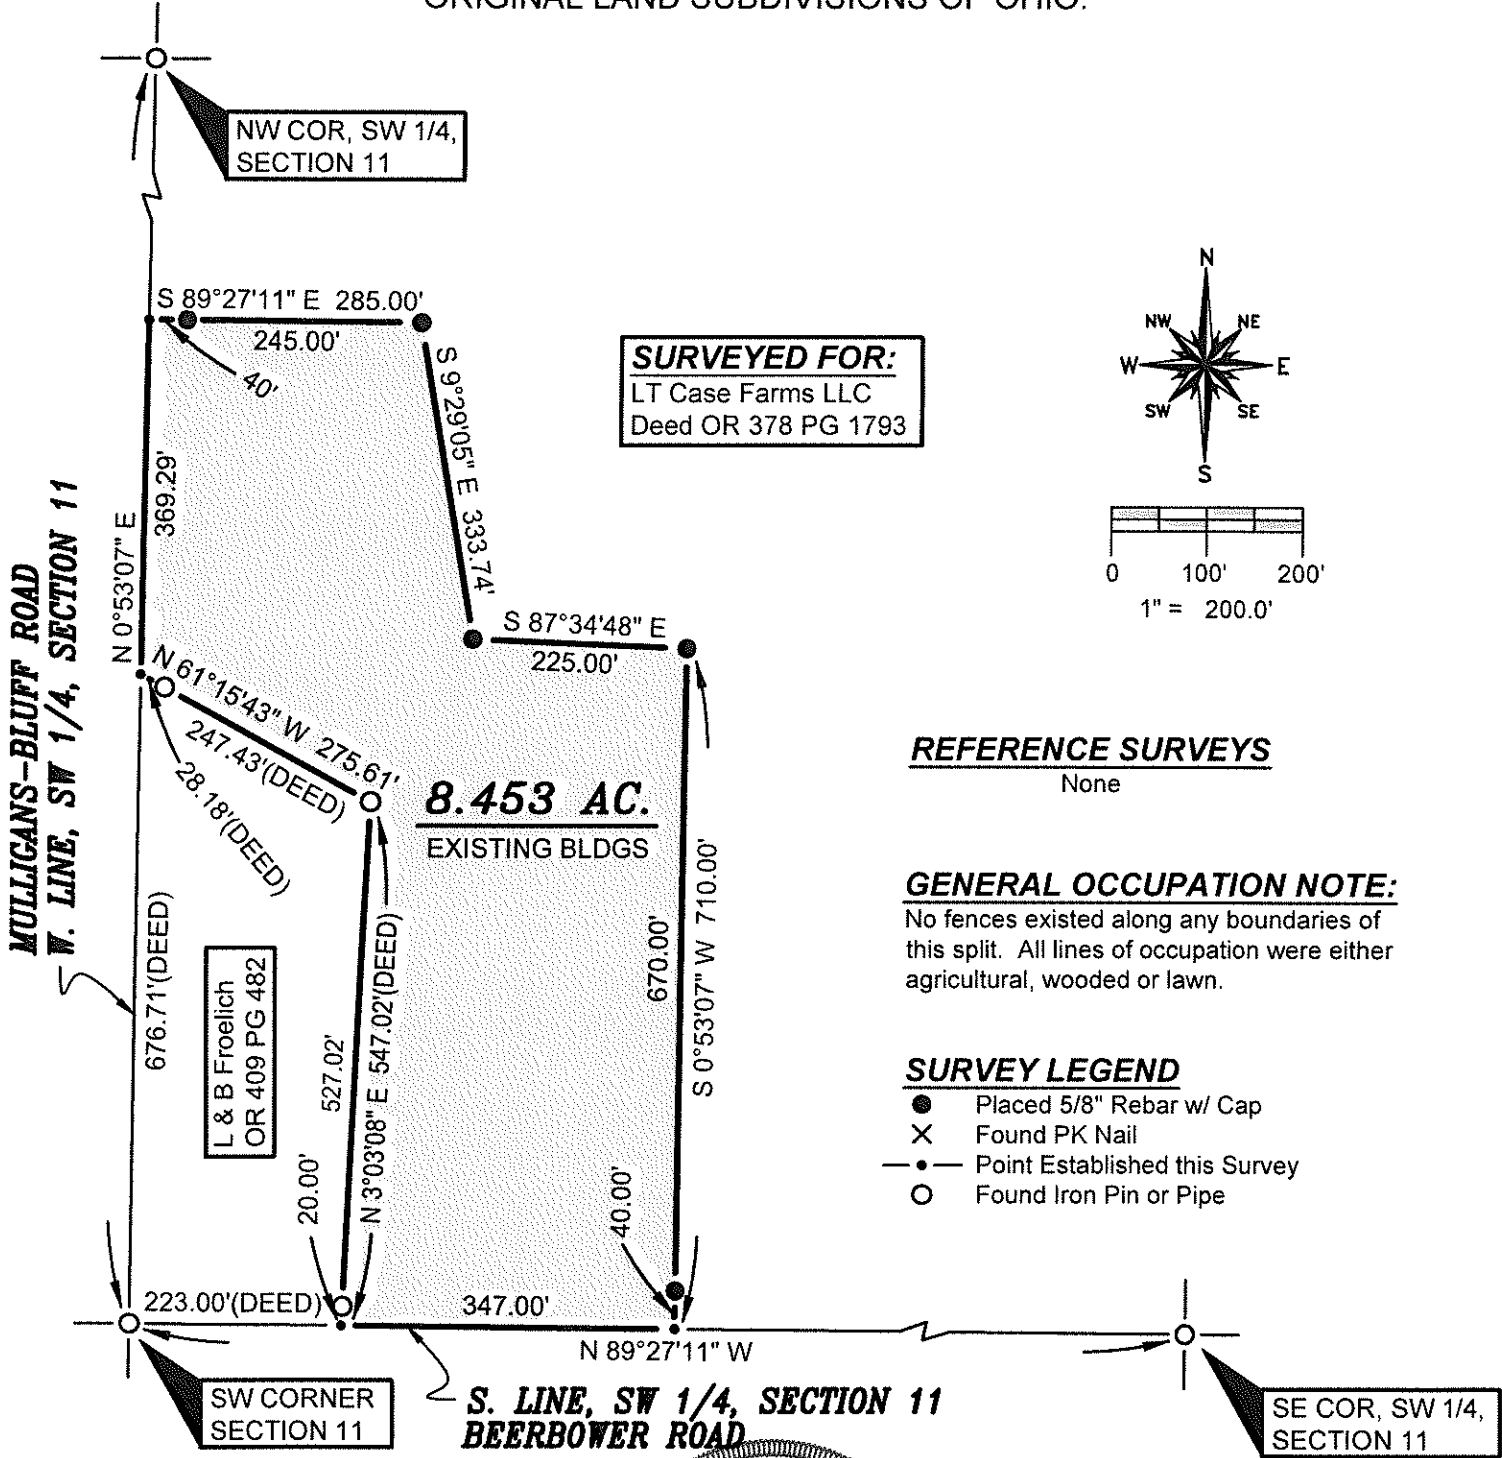 ORIGINAL LAND SUBDIVISIONS OF OHIO.
NW COR, SW 1/4,
SECTION 11
S 89°27'11" E 285.00'
245.00'
40'
S 9°29'05" E 333.74'
SURVEYED FOR:
LT Case Farms LLC
Deed OR 378 PG 1793
N
NW
NE
W
E
SW
SE
S
0 100' 200'
1" = 200.0'
MULLIGANS-BLUFF ROAD
W. LINE, SW 1/4, SECTION 11
N 0°53'07" E
369.29'
S 87°34'48" E
225.00'
N 61°15'43" W 275.61'
247.43'(DEED)
28.18'(DEED)
8.453 AC.
EXISTING BLDGS
REFERENCE SURVEYS
None
GENERAL OCCUPATION NOTE:
No fences existed along any boundaries of
this split. All lines of occupation were either
agricultural, wooded or lawn.
676.71'(DEED)
L & B Froelich
OR 409 PG 482
527.02'
N 3°03'08" E 547.02'(DEED)
20.00'
670.00'
S 0°53'07" W 710.00'
40.00'
SURVEY LEGEND
Placed 5/8" Rebar w/ Cap
Found PK Nail
Point Established this Survey
Found Iron Pin or Pipe
223.00'(DEED)
347.00'
N 89°27'11" W
SW CORNER
SECTION 11
S. LINE, SW 1/4, SECTION 11
BEERBOWER ROAD
SE COR, SW 1/4,
SECTION 11